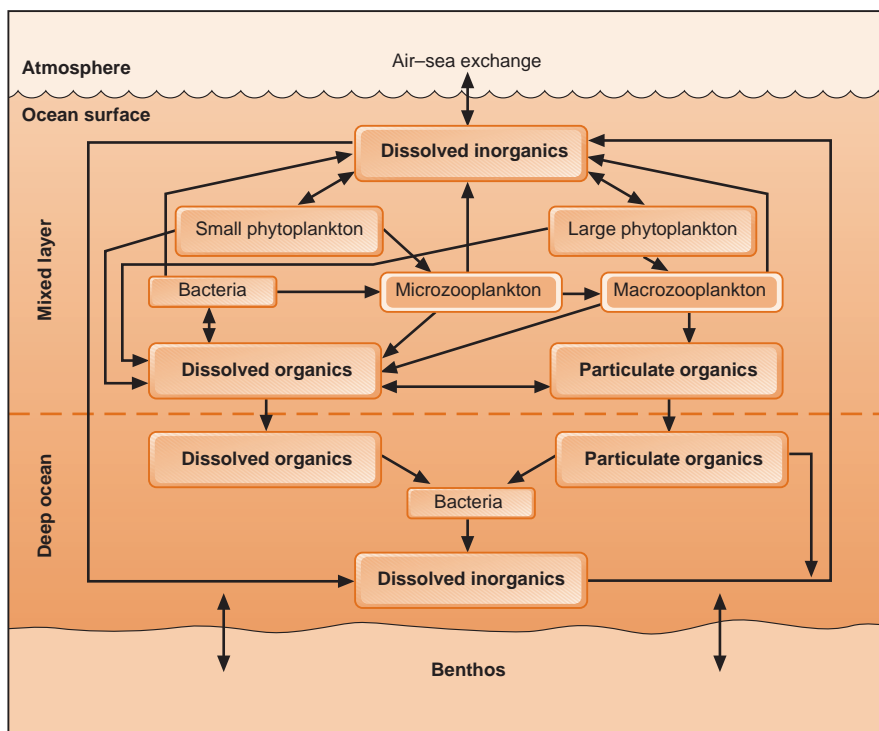 Air–sea exchange
Atmosphere
Ocean surface
Dissolved inorganics
Mixed layer
Small phytoplankton
Large phytoplankton
Bacteria
Microzooplankton
Macrozooplankton
Dissolved organics
Particulate organics
Deep ocean
Dissolved organics
Particulate organics
Bacteria
Dissolved inorganics
Benthos